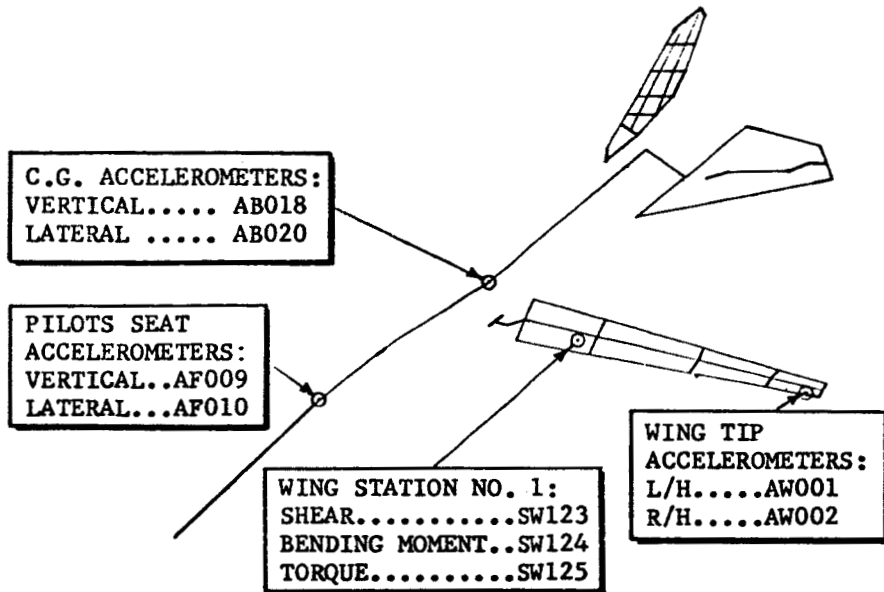 C.G. ACCELEROMETERS:
VERTICAL..... AB018
LATERAL ..... AB020
PILOTS SEAT
ACCELEROMETERS:
VERTICAL..AF009
LATERAL...AF010
WING STATION NO. 1:
SHEAR...........SW123
BENDING MOMENT..SW124
TORQUE..........SW125
WING TIP
ACCELEROMETERS:
L/H.....AW001
R/H.....AW002